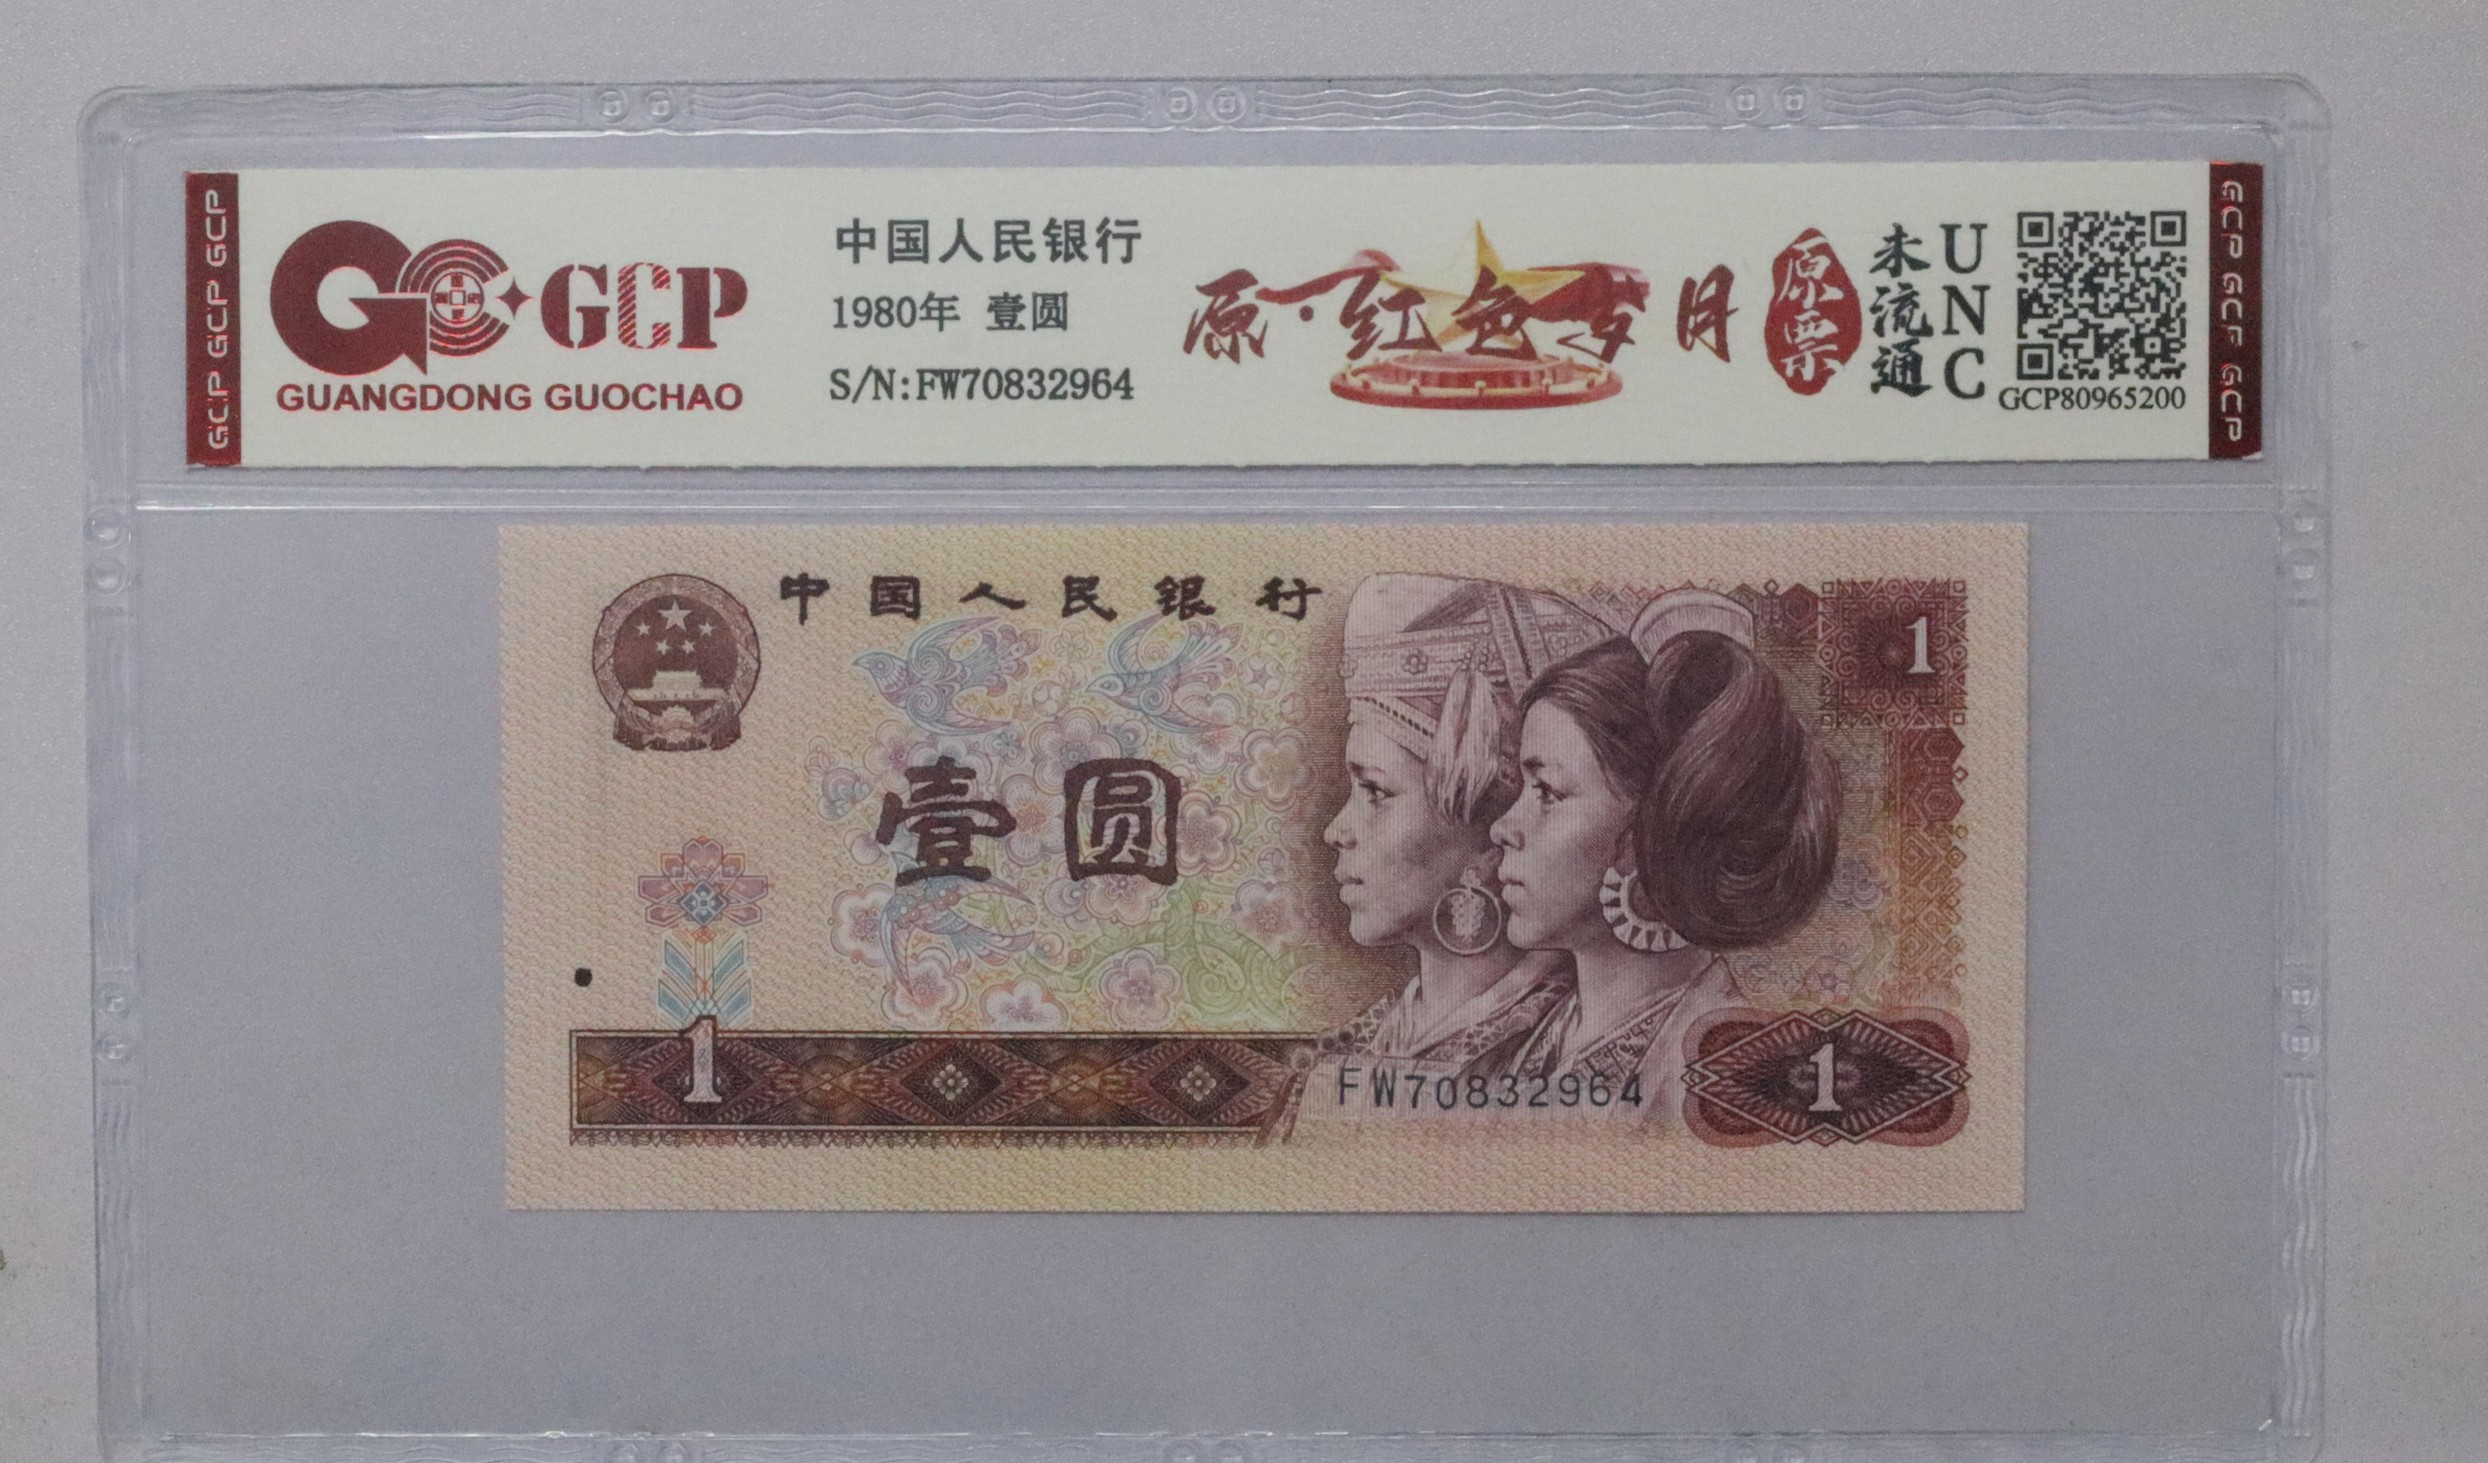 GCP GCP GCP
GCP
GUANGDONG GUOCHAO
中国人民银行
1980年 壹圆
S/N:FW70832964
原·红色岁月
原票
未流通
UNC
GCP80965200
GCP GCP GCP
中国人民银行
1
壹圆
1
FW70832964
1